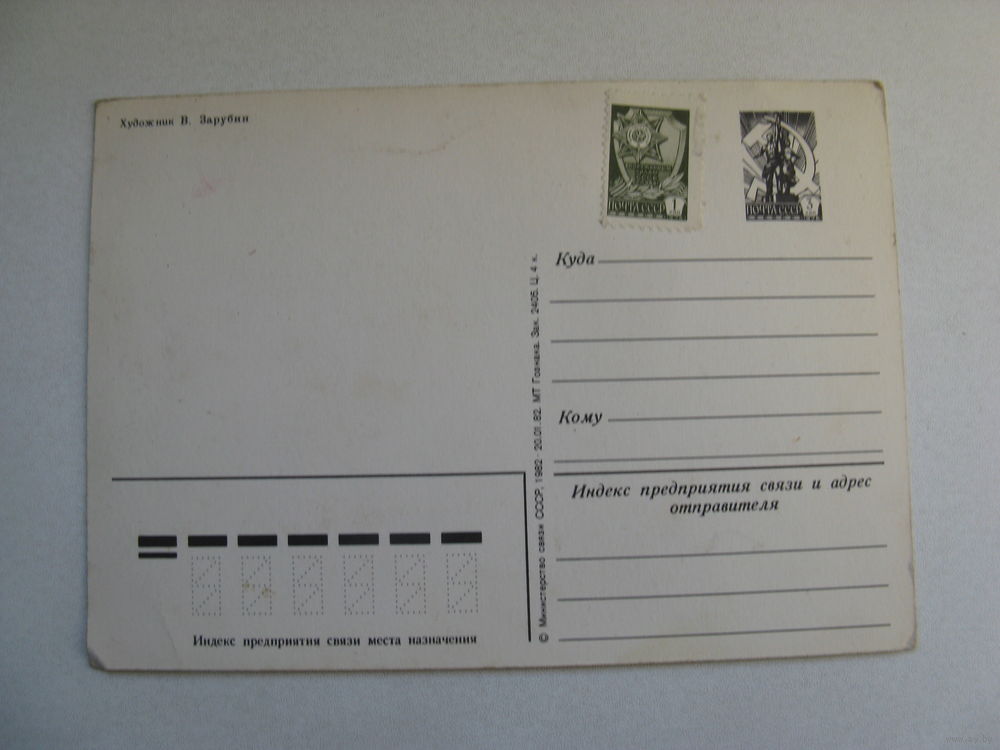 Художник В. Зарубин
ПОЧТА СССР 1
ПОЧТА СССР 3
Куда
Кому
Индекс предприятия связи и адрес
отправителя
© Министерство связи СССР, 1982 · 20.01.82. МТ Гознака. Зак. 2405. Ц. 4 к.
Индекс предприятия связи места назначения